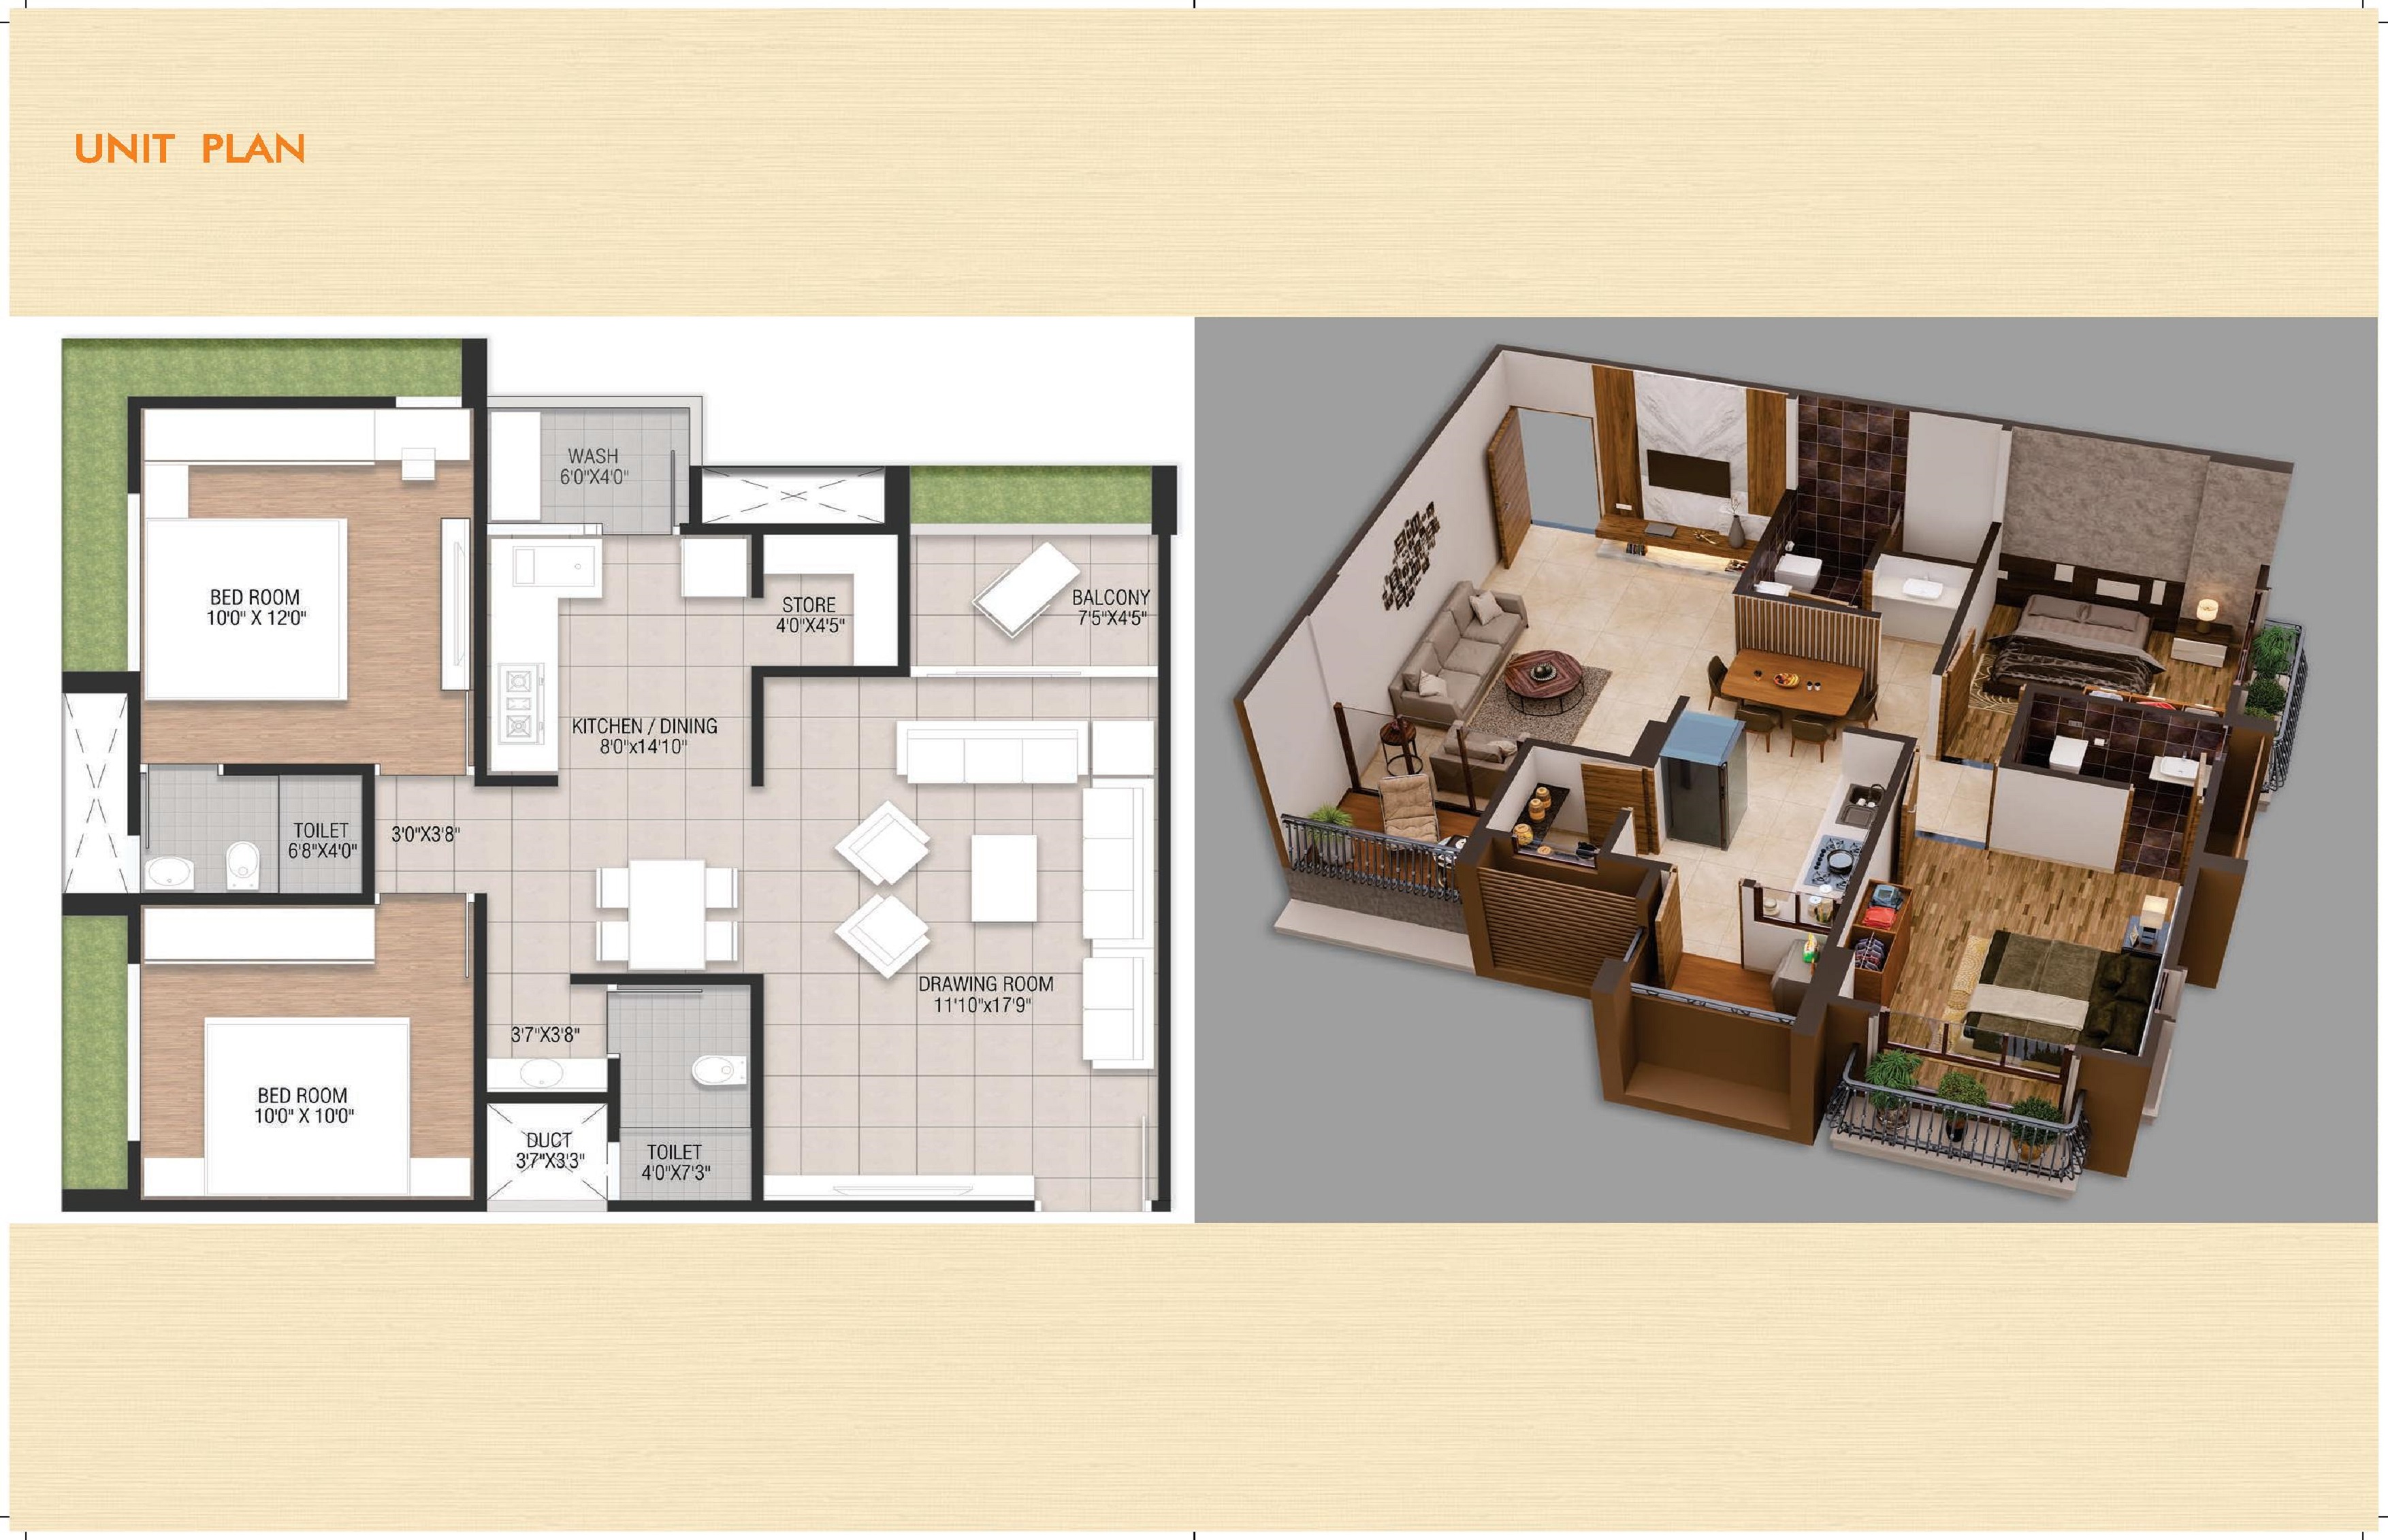 UNIT PLAN
WASH
6'0"X4'0"
BED ROOM
10'0" X 12'0"
STORE
4'0"X4'5"
BALCONY
7'5"X4'5"
KITCHEN / DINING
8'0"x14'10"
TOILET
6'8"X4'0"
3'0"X3'8"
DRAWING ROOM
11'10"x17'9"
3'7"X3'8"
BED ROOM
10'0" X 10'0"
DUCT
3'7"X3'3"
TOILET
4'0"X7'3"